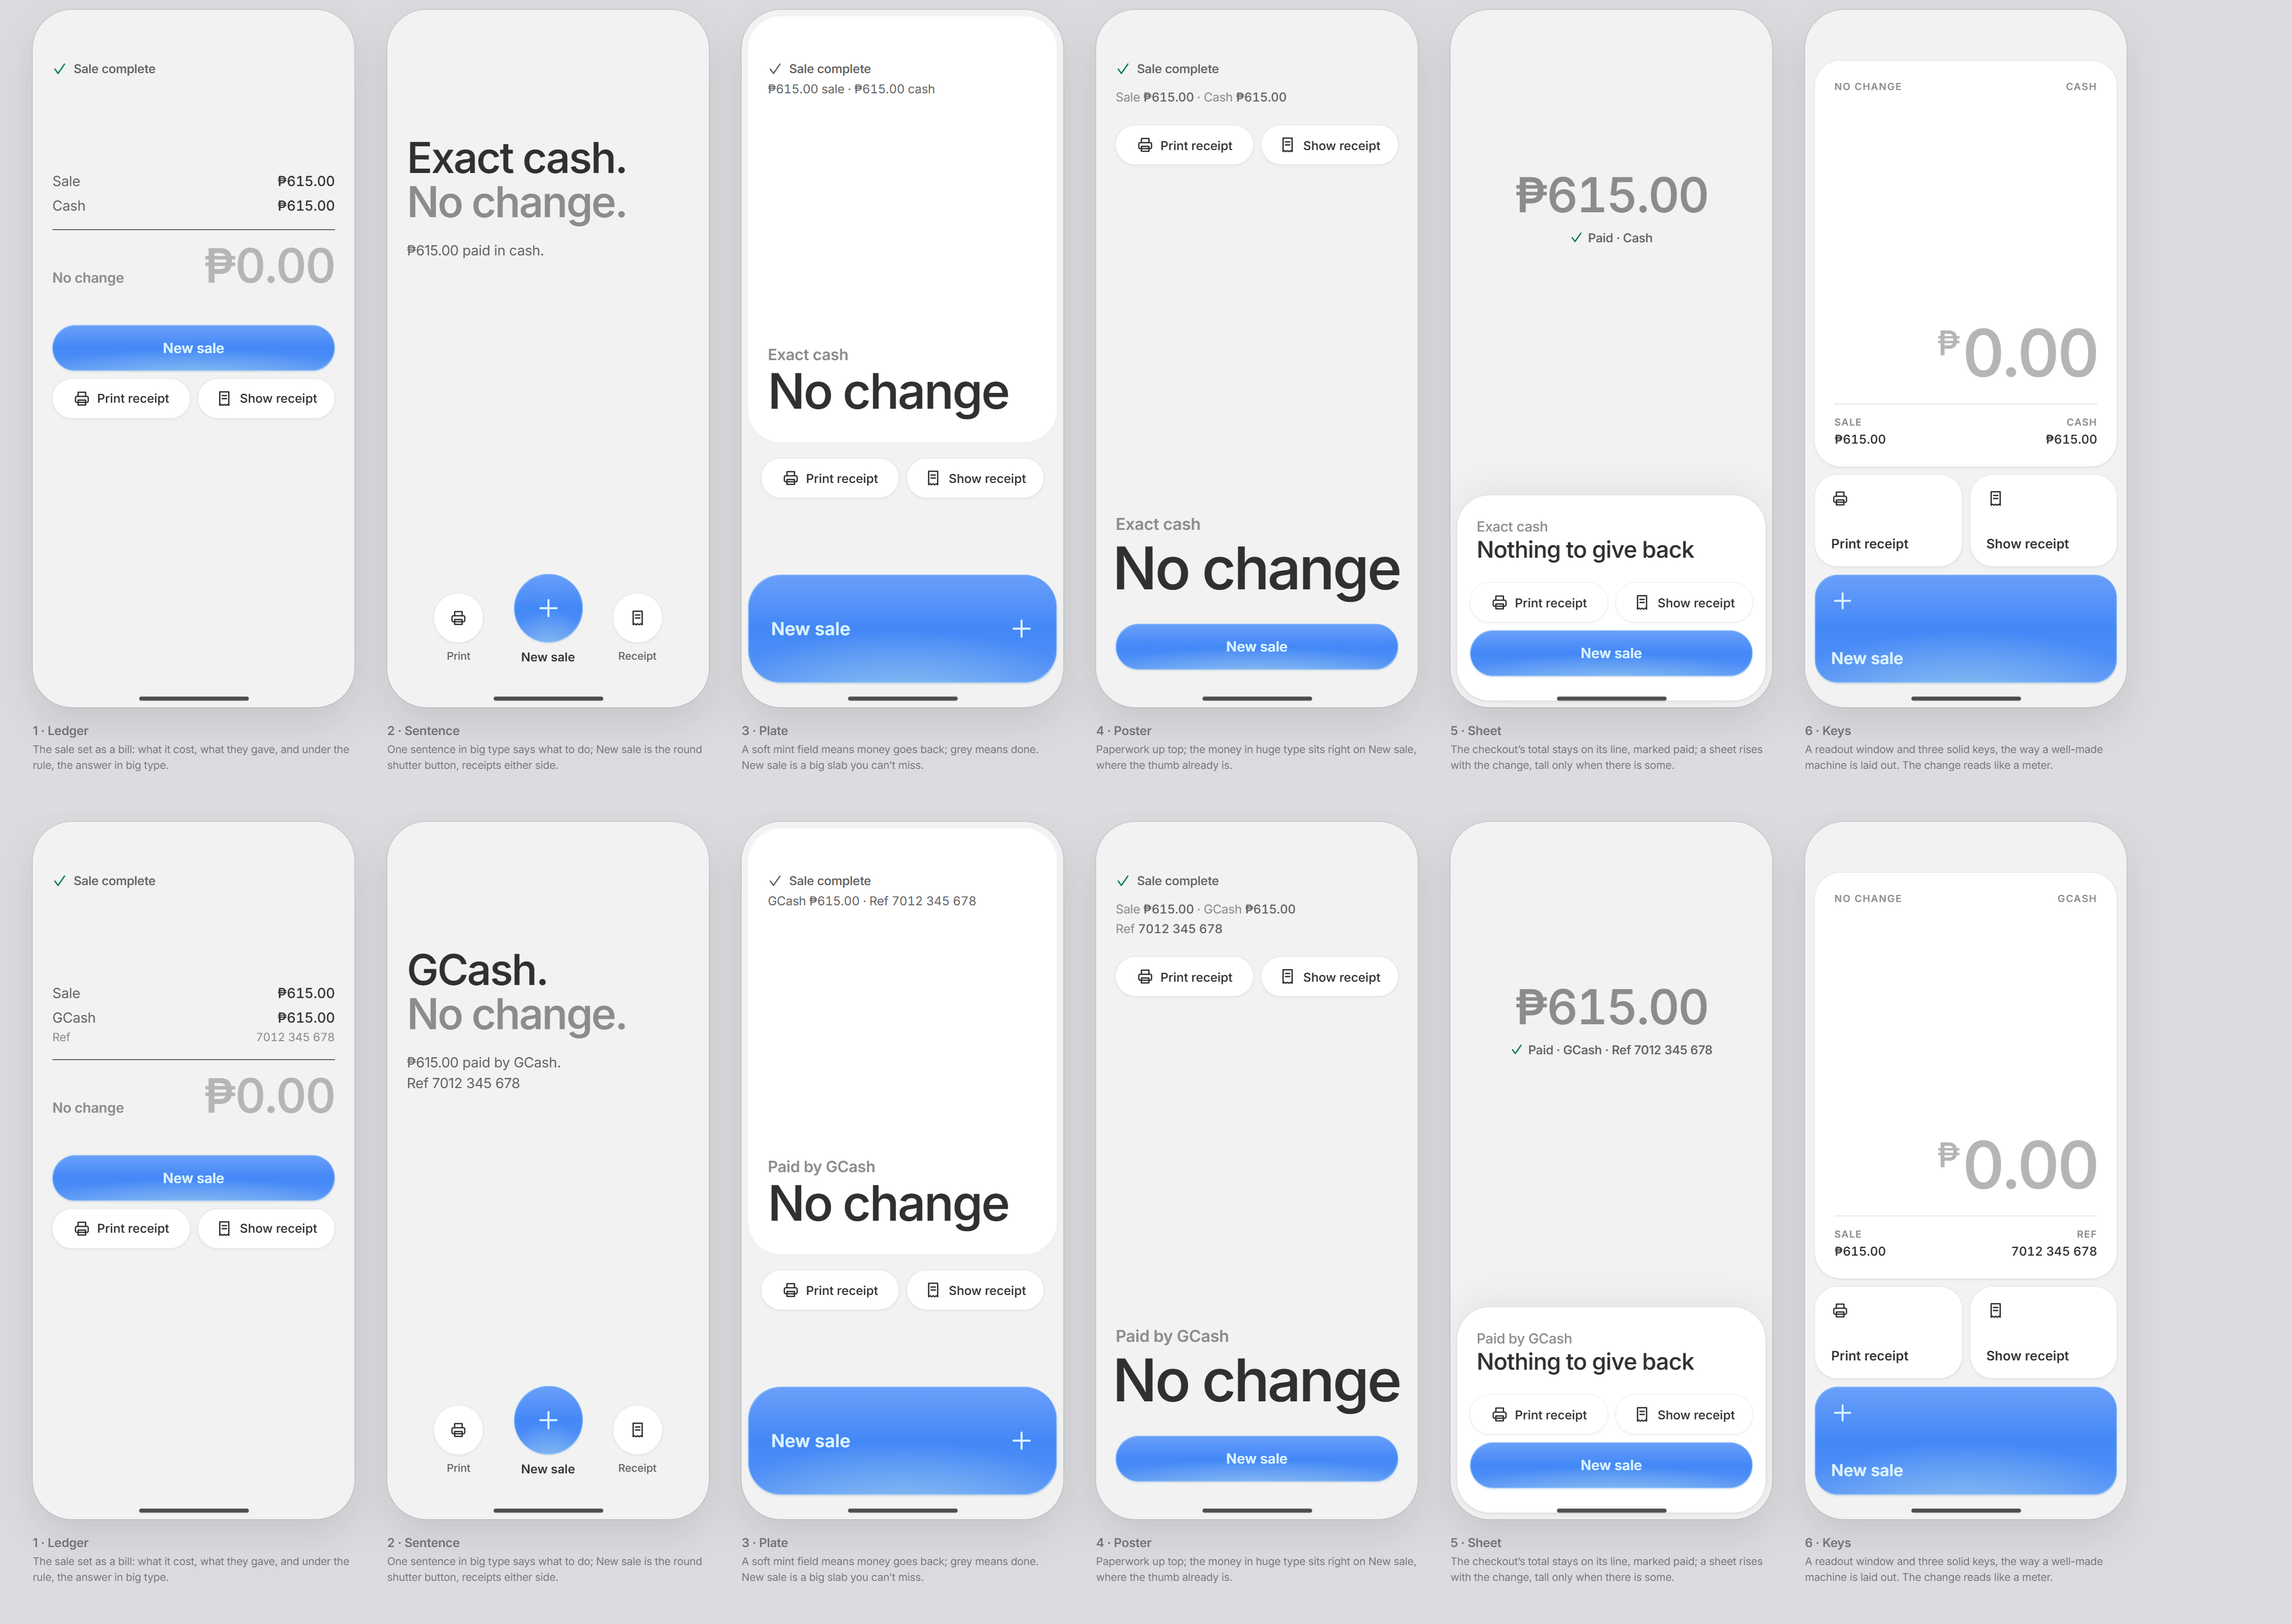 Sale complete
Sale ₱615.00
Cash ₱615.00
No change ₱0.00
New sale
Print receipt
Show receipt
1 · Ledger
The sale set as a bill: what it cost, what they gave, and under the
rule, the answer in big type.
Exact cash.
No change.
₱615.00 paid in cash.
Print
New sale
Receipt
2 · Sentence
One sentence in big type says what to do; New sale is the round
shutter button, receipts either side.
Sale complete
₱615.00 sale · ₱615.00 cash
Exact cash
No change
Print receipt
Show receipt
New sale
3 · Plate
A soft mint field means money goes back; grey means done.
New sale is a big slab you can't miss.
Sale complete
Sale ₱615.00 · Cash ₱615.00
Print receipt
Show receipt
Exact cash
No change
New sale
4 · Poster
Paperwork up top; the money in huge type sits right on New sale,
where the thumb already is.
₱615.00
Paid · Cash
Exact cash
Nothing to give back
Print receipt
Show receipt
New sale
5 · Sheet
The checkout's total stays on its line, marked paid; a sheet rises
with the change, tall only when there is some.
NO CHANGE CASH
₱0.00
SALE CASH
₱615.00 ₱615.00
Print receipt
Show receipt
New sale
6 · Keys
A readout window and three solid keys, the way a well-made
machine is laid out. The change reads like a meter.
Sale complete
Sale ₱615.00
GCash ₱615.00
Ref 7012 345 678
No change ₱0.00
New sale
Print receipt
Show receipt
1 · Ledger
The sale set as a bill: what it cost, what they gave, and under the
rule, the answer in big type.
GCash.
No change.
₱615.00 paid by GCash.
Ref 7012 345 678
Print
New sale
Receipt
2 · Sentence
One sentence in big type says what to do; New sale is the round
shutter button, receipts either side.
Sale complete
GCash ₱615.00 · Ref 7012 345 678
Paid by GCash
No change
Print receipt
Show receipt
New sale
3 · Plate
A soft mint field means money goes back; grey means done.
New sale is a big slab you can't miss.
Sale complete
Sale ₱615.00 · GCash ₱615.00
Ref 7012 345 678
Print receipt
Show receipt
Paid by GCash
No change
New sale
4 · Poster
Paperwork up top; the money in huge type sits right on New sale,
where the thumb already is.
₱615.00
Paid · GCash · Ref 7012 345 678
Paid by GCash
Nothing to give back
Print receipt
Show receipt
New sale
5 · Sheet
The checkout's total stays on its line, marked paid; a sheet rises
with the change, tall only when there is some.
NO CHANGE GCASH
₱0.00
SALE REF
₱615.00 7012 345 678
Print receipt
Show receipt
New sale
6 · Keys
A readout window and three solid keys, the way a well-made
machine is laid out. The change reads like a meter.